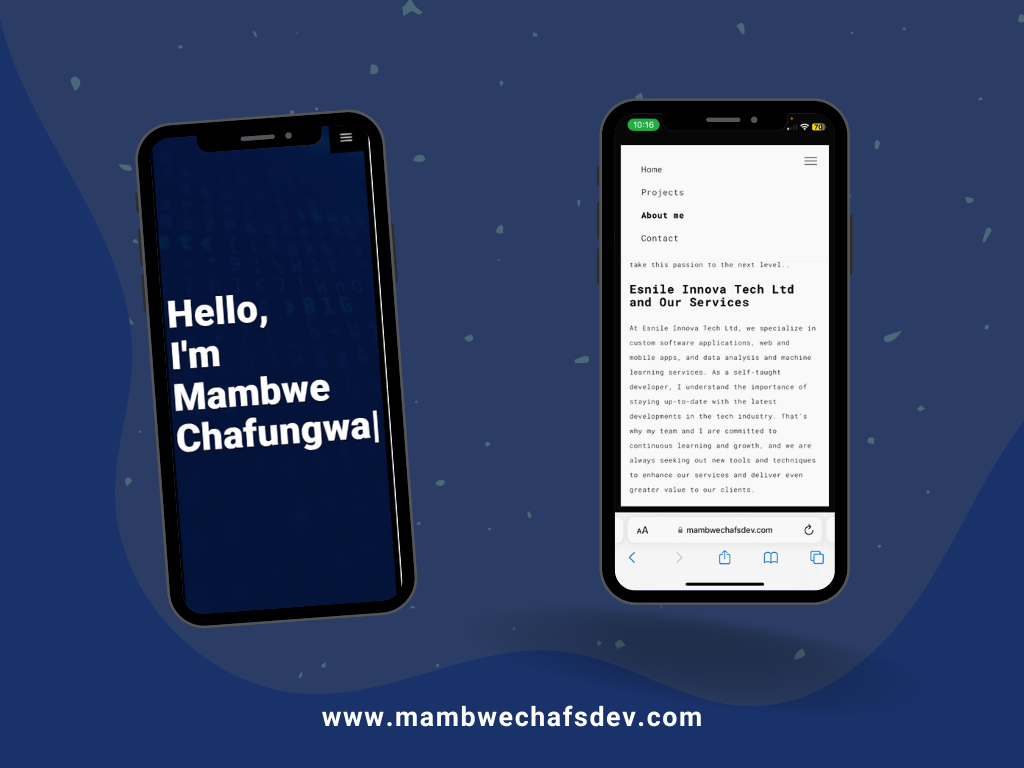 Hello,
I'm
Mambwe
Chafungwa|
10:16
70
Home
Projects
About me
Contact
take this passion to the next level..
Esnile Innova Tech Ltd
and Our Services
At Esnile Innova Tech Ltd, we specialize in
custom software applications, web and
mobile apps, and data analysis and machine
learning services. As a self-taught
developer, I understand the importance of
staying up-to-date with the latest
developments in the tech industry. That's
why my team and I are committed to
continuous learning and growth, and we are
always seeking out new tools and techniques
to enhance our services and deliver even
greater value to our clients.
AA
mambwechafsdev.com
www.mambwechafsdev.com